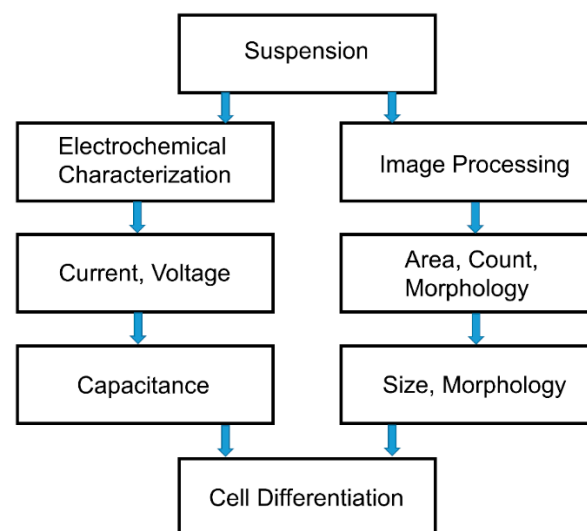 Suspension
Electrochemical
Characterization
Image Processing
Current, Voltage
Area, Count,
Morphology
Capacitance
Size, Morphology
Cell Differentiation